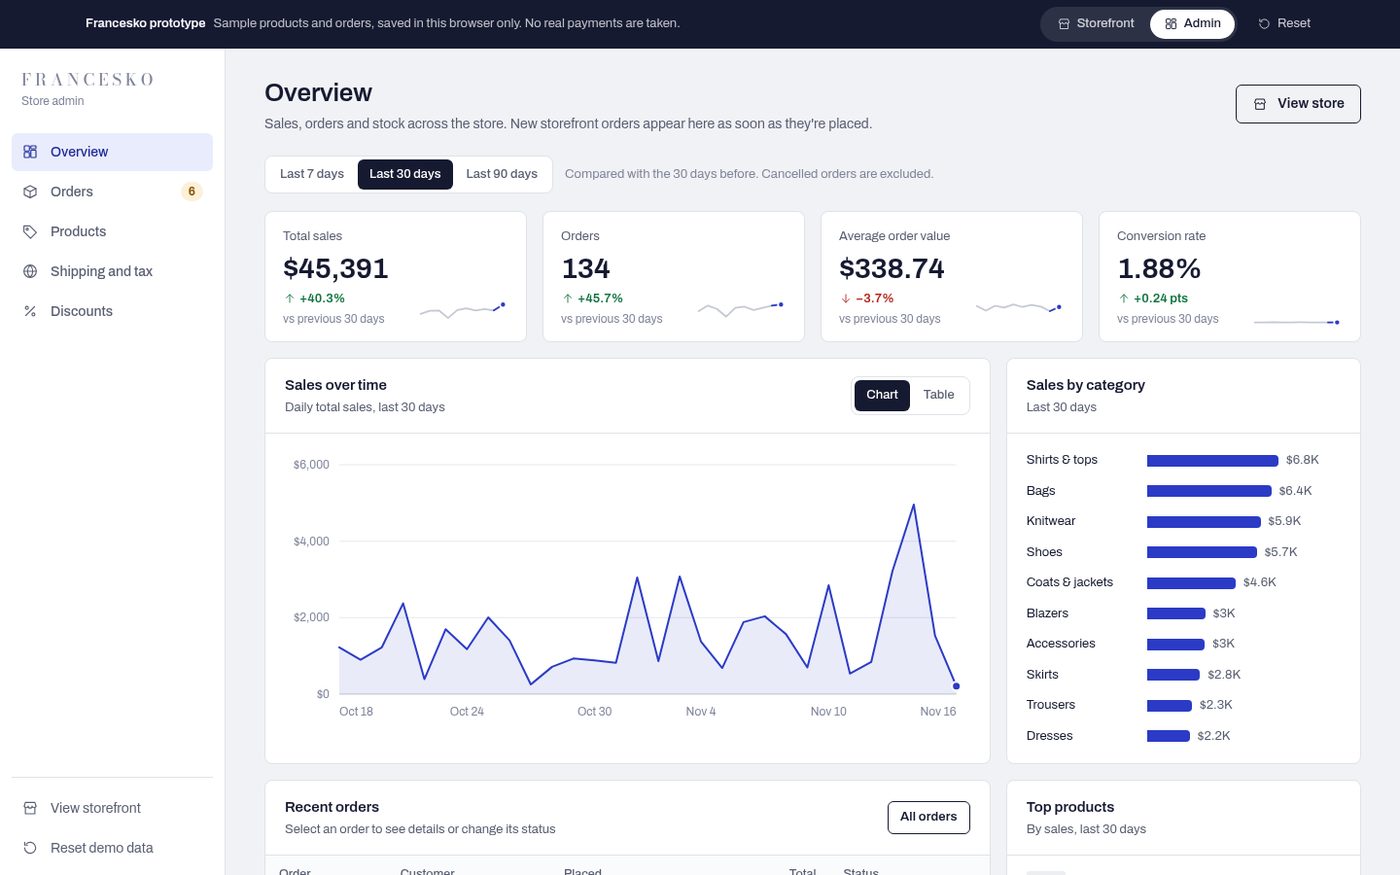 Francesko prototype Sample products and orders, saved in this browser only. No real payments are taken.
Storefront
Admin
Reset
FRANCESKO
Store admin
Overview
Orders 6
Products
Shipping and tax
Discounts
View storefront
Reset demo data
Overview
Sales, orders and stock across the store. New storefront orders appear here as soon as they're placed.
View store
Last 7 days Last 30 days Last 90 days Compared with the 30 days before. Cancelled orders are excluded.
Total sales
$45,391
↑ +40.3%
vs previous 30 days
Orders
134
↑ +45.7%
vs previous 30 days
Average order value
$338.74
↓ −3.7%
vs previous 30 days
Conversion rate
1.88%
↑ +0.24 pts
vs previous 30 days
Sales over time
Daily total sales, last 30 days
Chart Table
$6,000
$4,000
$2,000
$0
Oct 18 Oct 24 Oct 30 Nov 4 Nov 10 Nov 16
Sales by category
Last 30 days
Shirts & tops $6.8K
Bags $6.4K
Knitwear $5.9K
Shoes $5.7K
Coats & jackets $4.6K
Blazers $3K
Accessories $3K
Skirts $2.8K
Trousers $2.3K
Dresses $2.2K
Recent orders
Select an order to see details or change its status
All orders
Order Customer Placed Total Status
Top products
By sales, last 30 days